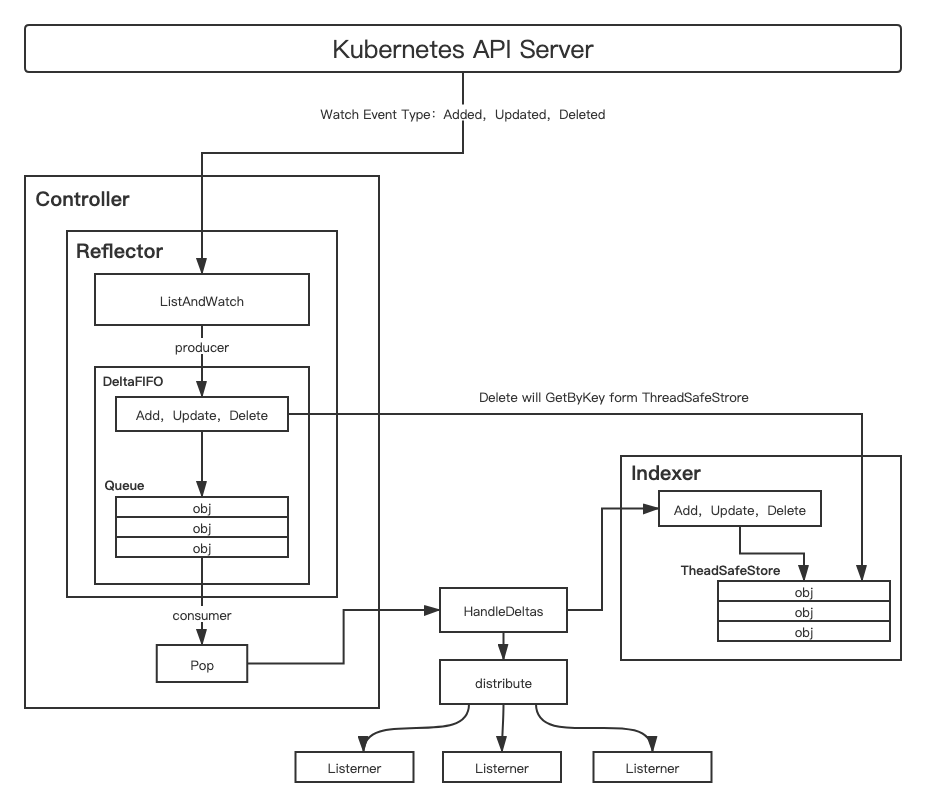 Kubernetes API Server
Watch Event Type：Added，Updated，Deleted
Controller
Reflector
ListAndWatch
producer
DeltaFIFO
Add，Update，Delete
Delete will GetByKey form ThreadSafeStrore
Queue
obj
obj
obj
Indexer
Add，Update，Delete
TheadSafeStore
obj
obj
obj
consumer
Pop
HandleDeltas
distribute
Listerner
Listerner
Listerner